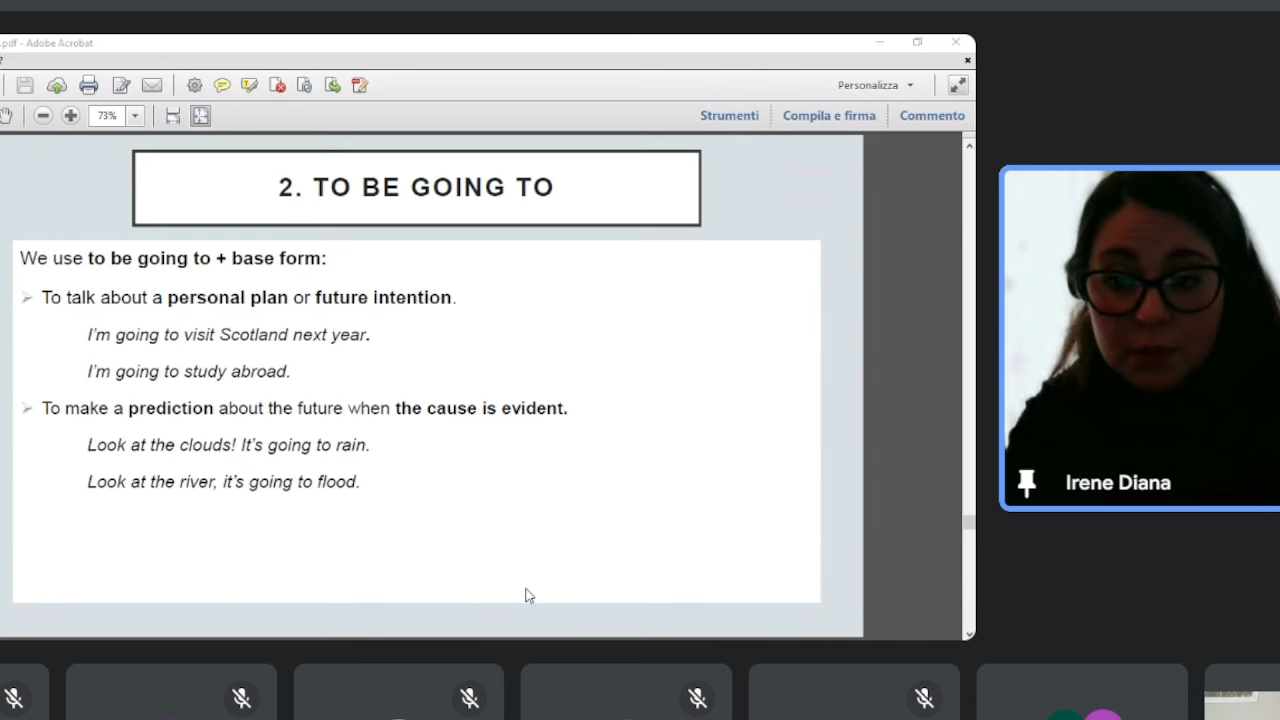 .pdf - Adobe Acrobat
?
Personalizza
73%
Strumenti
Compila e firma
Commento
2. TO BE GOING TO
We use to be going to + base form:
To talk about a personal plan or future intention.
I'm going to visit Scotland next year.
I'm going to study abroad.
To make a prediction about the future when the cause is evident.
Look at the clouds! It's going to rain.
Look at the river, it's going to flood.
Irene Diana